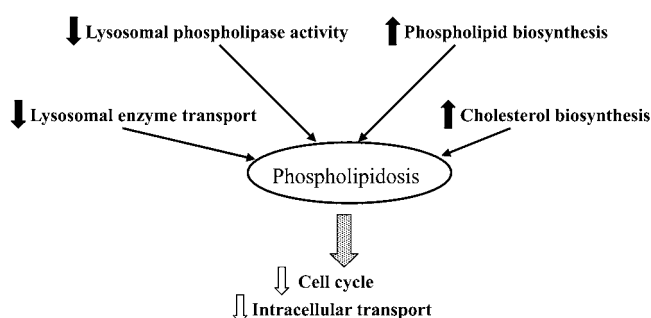 Lysosomal phospholipase activity
Phospholipid biosynthesis
Lysosomal enzyme transport
Cholesterol biosynthesis
Phospholipidosis
Cell cycle
Intracellular transport